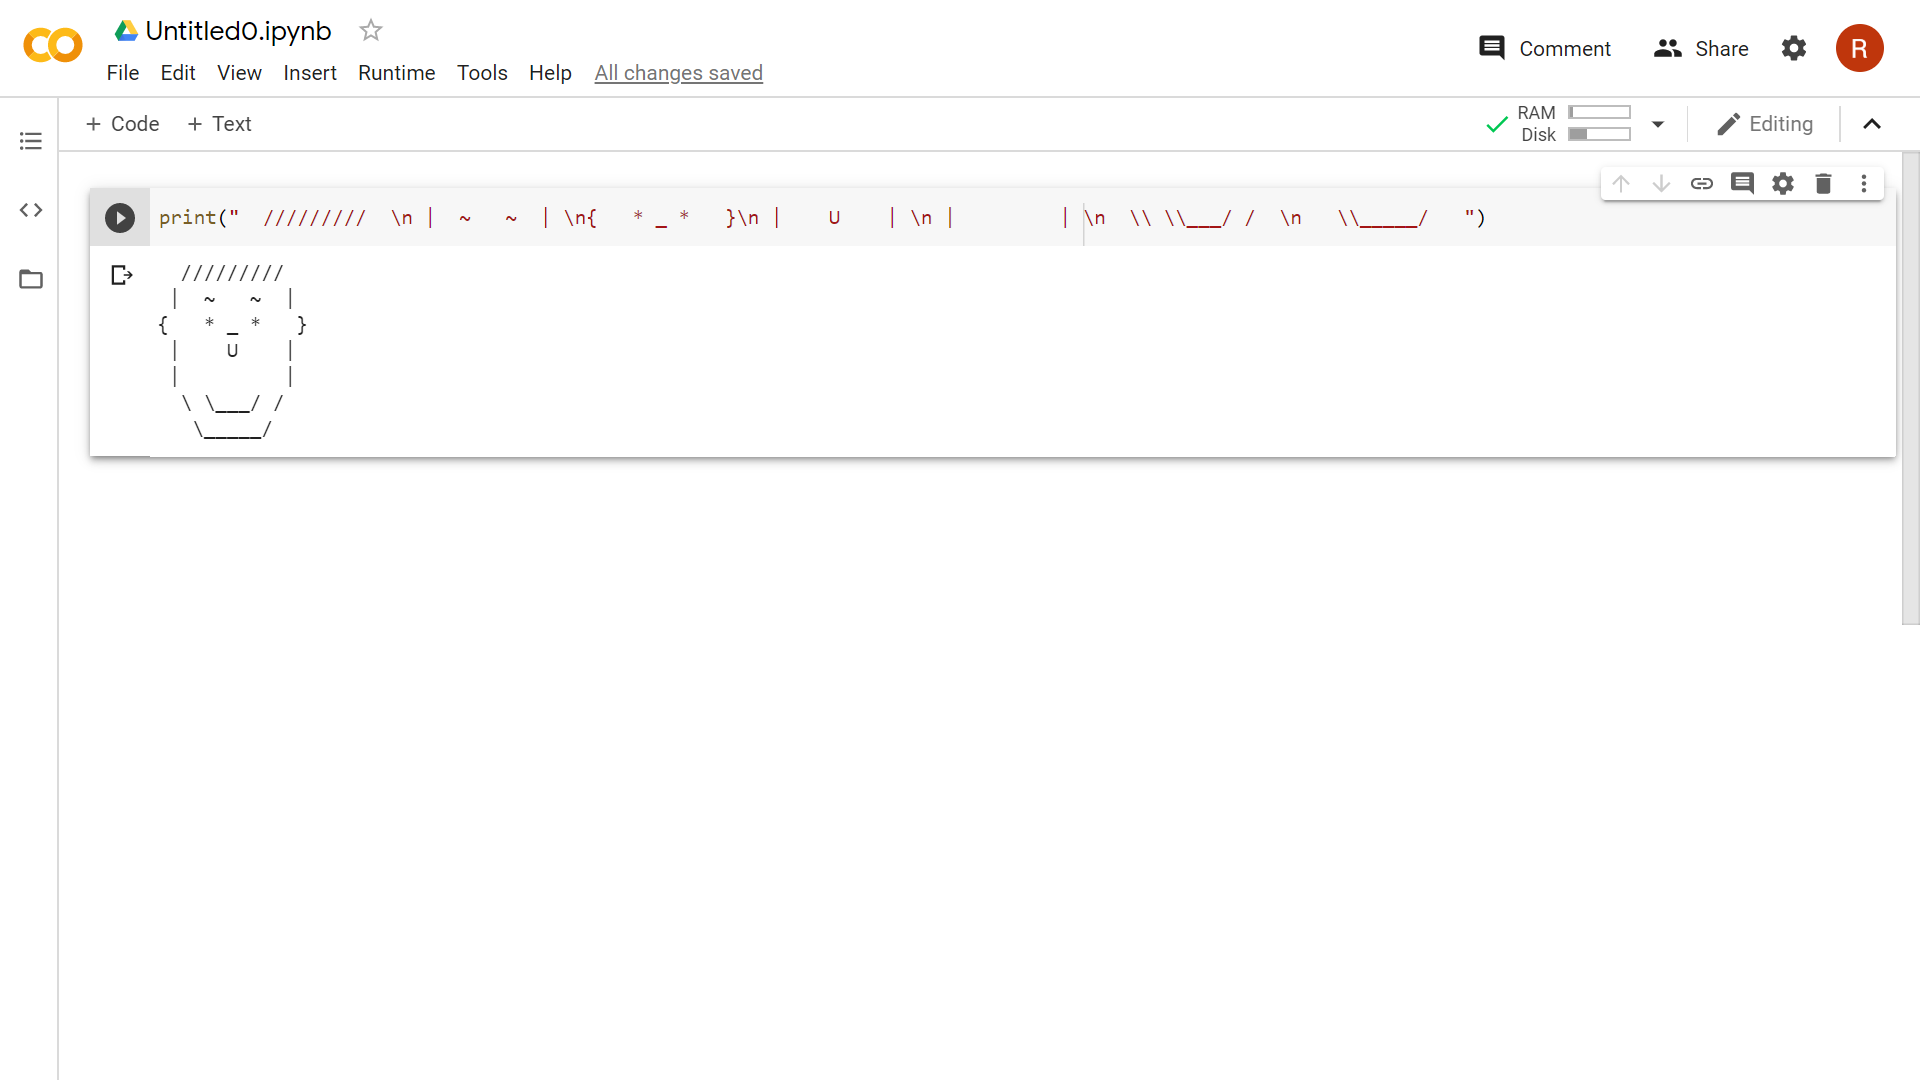 Untitled0.ipynb
File Edit View Insert Runtime Tools Help All changes saved
Comment Share R
+ Code + Text
RAM
Disk
Editing
print("  /////////  \n |  ~   ~  | \n{   * _ *   }\n |    U    | \n |         | \n  \\ \\___/ /  \n   \\_____/   ")
  /////////
 |  ~   ~  |
{   * _ *   }
 |    U    |
 |         |
  \ \___/ /
   \_____/